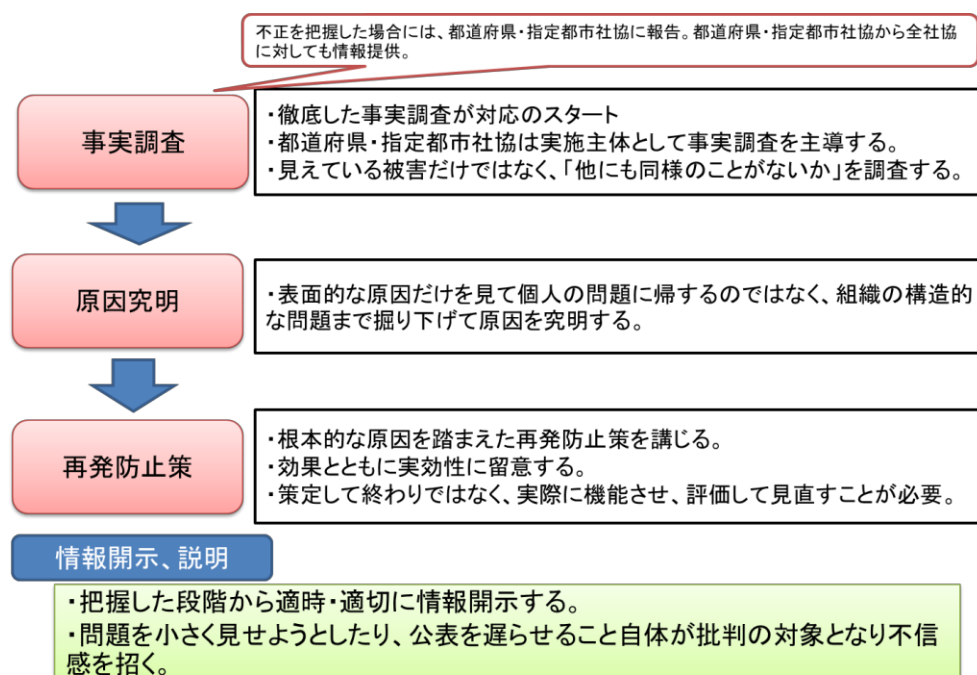 不正を把握した場合には、都道府県・指定都市社協に報告。都道府県・指定都市社協から全社協
に対しても情報提供。
事実調査
・徹底した事実調査が対応のスタート
・都道府県・指定都市社協は実施主体として事実調査を主導する。
・見えている被害だけではなく、「他にも同様のことがないか」を調査する。
原因究明
・表面的な原因だけを見て個人の問題に帰するのではなく、組織の構造的
な問題まで掘り下げて原因を究明する。
再発防止策
・根本的な原因を踏まえた再発防止策を講じる。
・効果とともに実効性に留意する。
・策定して終わりではなく、実際に機能させ、評価して見直すことが必要。
情報開示、説明
・把握した段階から適時・適切に情報開示する。
・問題を小さく見せようとしたり、公表を遅らせること自体が批判の対象となり不信
感を招く。